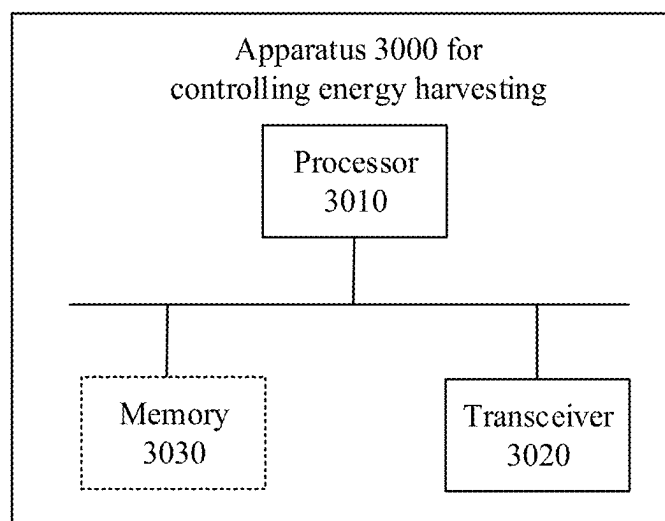 Apparatus 3000 for
controlling energy harvesting
Processor
3010
Memory
3030
Transceiver
3020